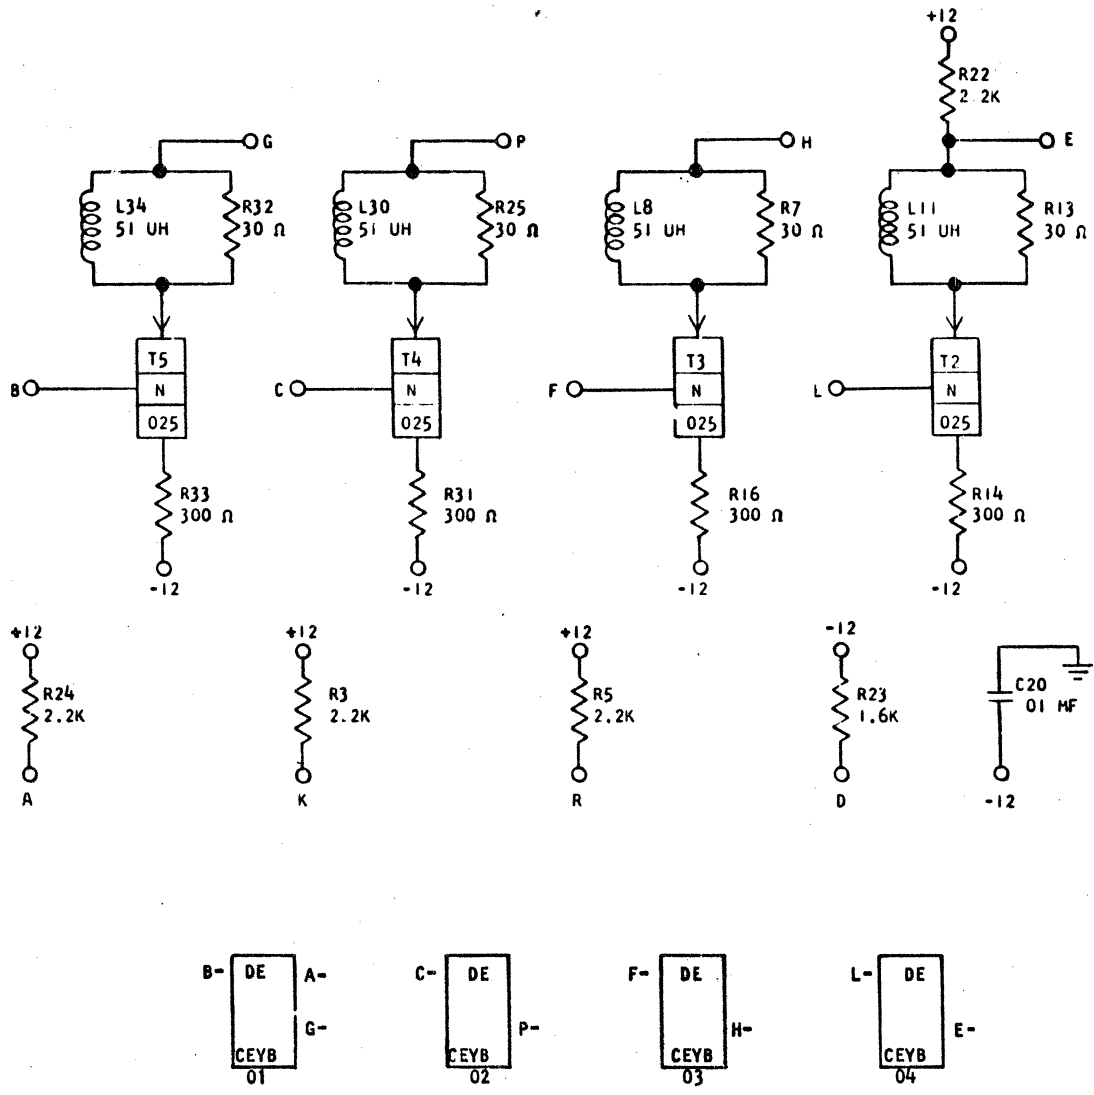 +12
R22
2.2K
G
P
H
E
L34
51 UH
R32
30 Ω
L30
51 UH
R25
30 Ω
L8
51 UH
R7
30 Ω
L11
51 UH
R13
30 Ω
T5
N
025
B
T4
N
025
C
T3
N
025
F
T2
N
025
L
R33
300 Ω
-12
R31
300 Ω
-12
R16
300 Ω
-12
R14
300 Ω
-12
+12
R24
2.2K
A
+12
R3
2.2K
K
+12
R5
2.2K
R
-12
R23
1.6K
D
C20
01 MF
-12
B- DE A-
G-
CEYB
01
C- DE
P-
CEYB
02
F- DE
H-
CEYB
03
L- DE
E-
CEYB
04